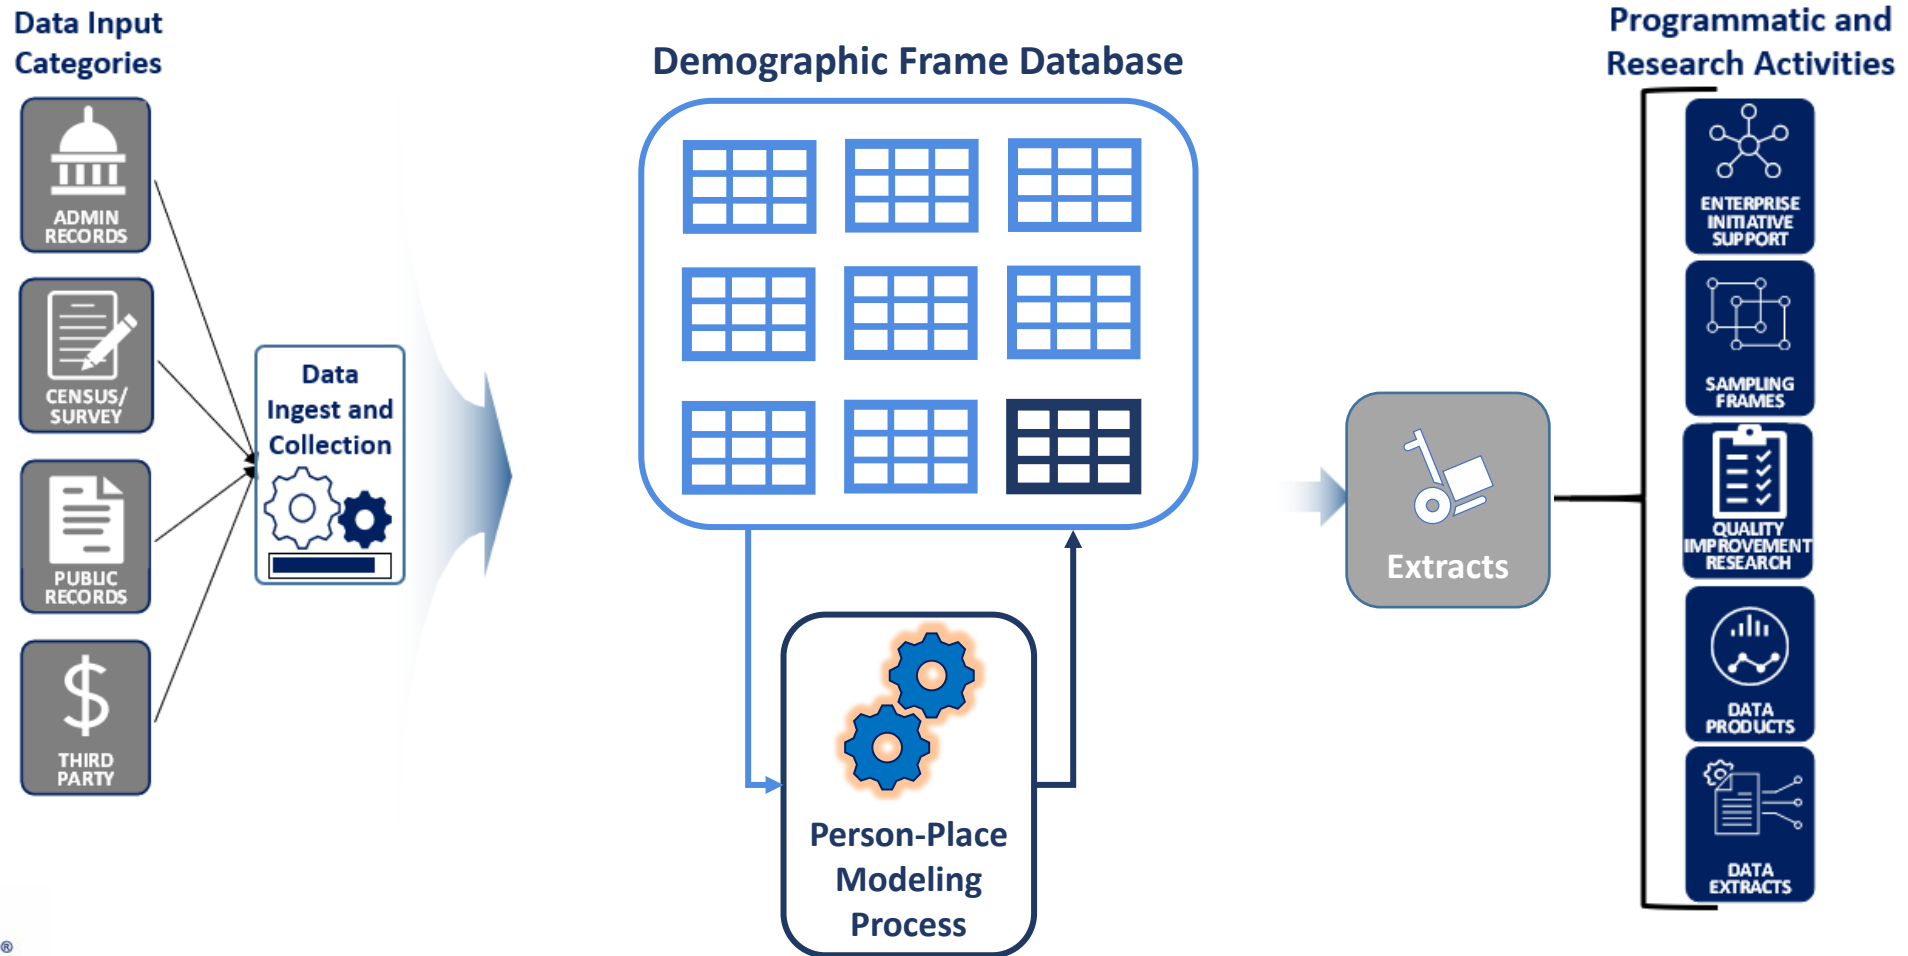 Data Input
Categories
ADMIN
RECORDS
CENSUS/
SURVEY
PUBLIC
RECORDS
THIRD
PARTY
Data
Ingest and
Collection
Demographic Frame Database
Person-Place
Modeling
Process
Extracts
Programmatic and
Research Activities
ENTERPRISE
INITIATIVE
SUPPORT
SAMPLING
FRAMES
QUALITY
IMPROVEMENT
RESEARCH
DATA
PRODUCTS
DATA
EXTRACTS
®